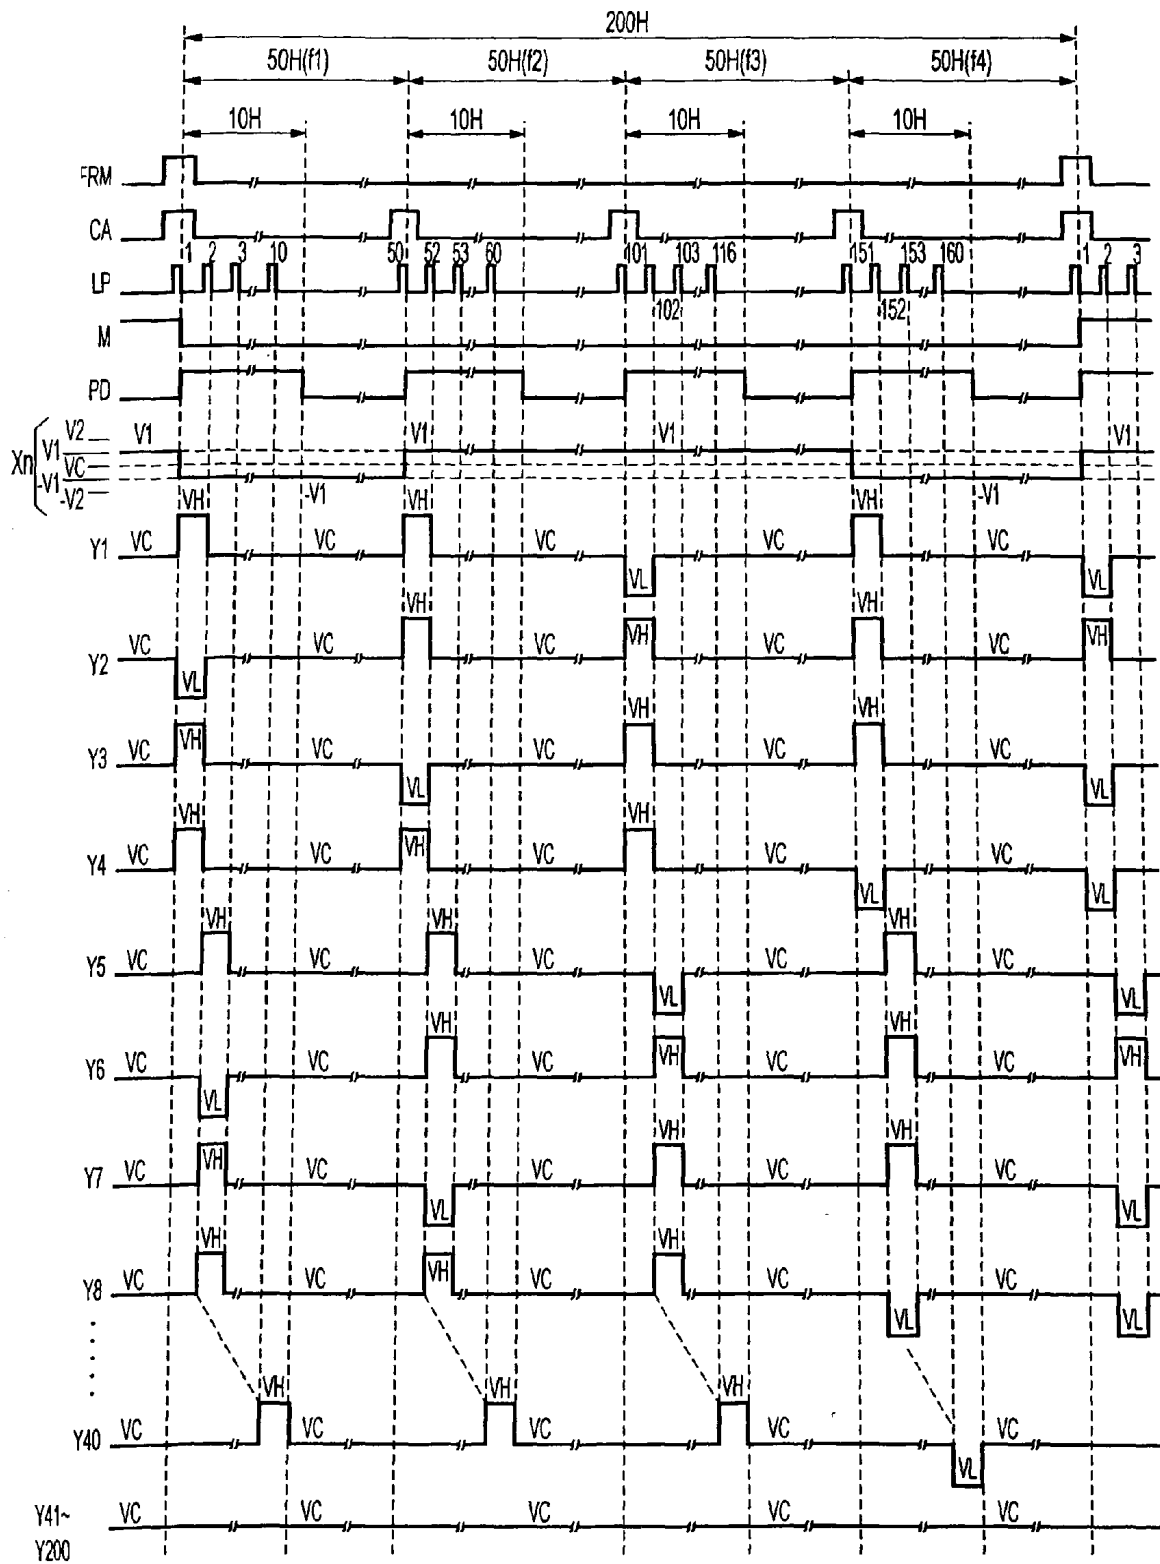 200H
50H(f1) 50H(f2) 50H(f3) 50H(f4)
10H 10H 10H 10H
FRM
CA
1 2 3 10 50 52 53 60 101 103 116 151 153 160 1 2 3
LP
102 152
M
PD
Xn V2 V1 V1 V1 V1
V1
VC
-V1
-V2 -V1 -V1
VH VH VH
Y1 VC VC VC VC VC
VL VL
VH VH
Y2 VC VC VC VH VC VC VH
VL
VH VH
Y3 VC VH VC VC VC VC
VL VL
VH VH
Y4 VC VC VH VC VC VC
VL VL
VH VH VH
Y5 VC VC VC VC VC
VL VL
VH VH
Y6 VC VC VC VH VC VC VH
VL
VH VH
Y7 VC VH VC VC VC VC
VL VL
VH VH
Y8 VC VC VH VC VC VC
VL VL
VH VH VH
Y40 VC VC VC VC VC
VL
Y41~ VC VC VC VC VC
Y200